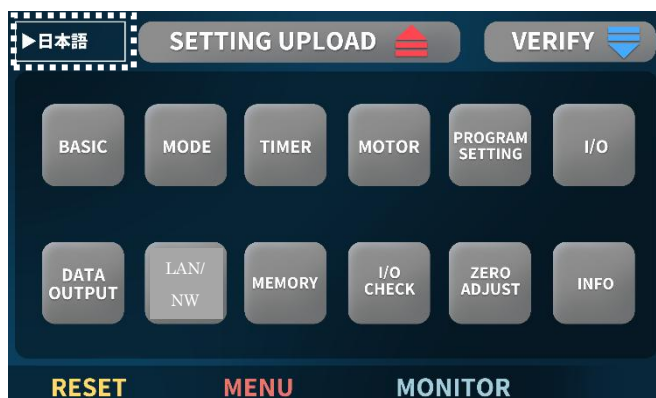 ▶日本語
SETTING UPLOAD
VERIFY
BASIC
MODE
TIMER
MOTOR
PROGRAM
SETTING
I/O
DATA
OUTPUT
LAN/
NW
MEMORY
I/O
CHECK
ZERO
ADJUST
INFO
RESET
MENU
MONITOR